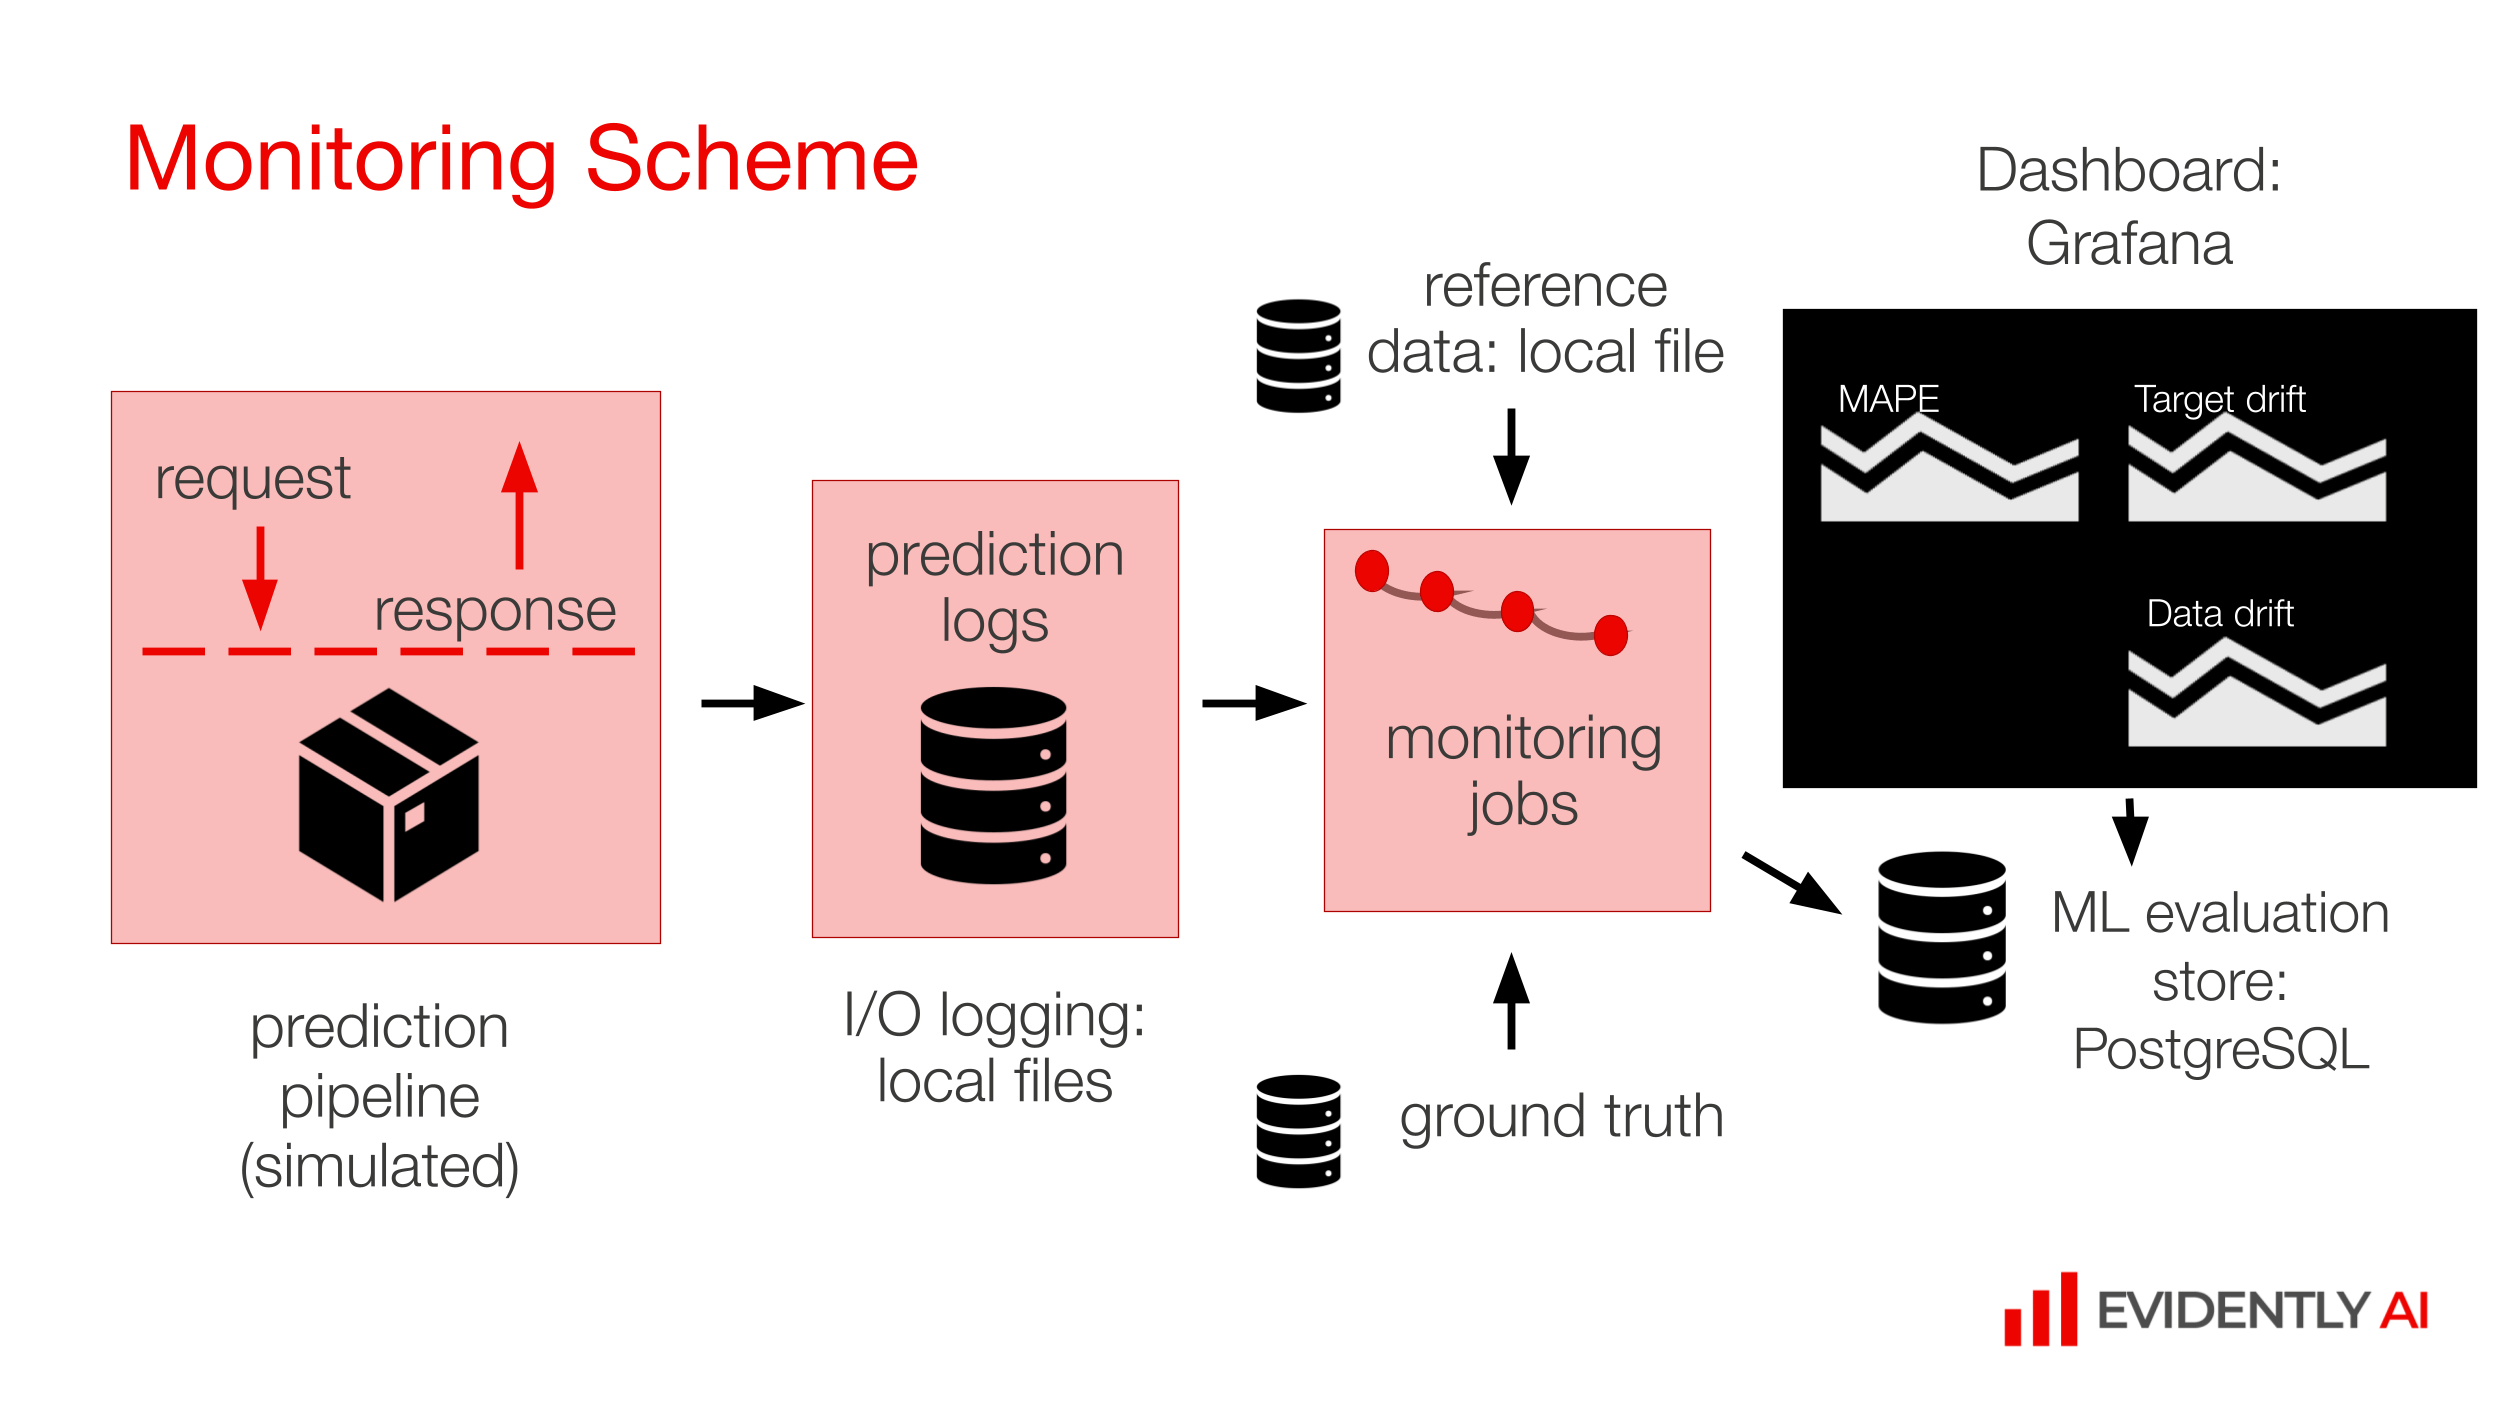 Monitoring Scheme
request
response
prediction
pipeline
(simulated)
prediction
logs
I/O logging:
local files
reference
data: local file
monitoring
jobs
ground truth
Dashboard:
Grafana
MAPE
Target drift
Data drift
ML evaluation
store:
PostgreSQL
EVIDENTLY AI